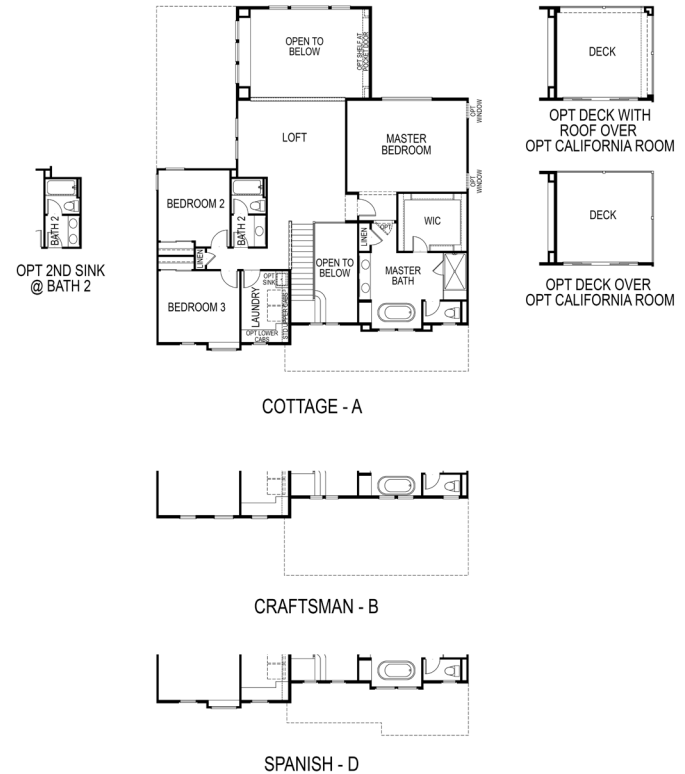 OPEN TO
BELOW
OPT SHELF AT
POCKET DOOR
DECK
OPT DECK WITH
ROOF OVER
OPT CALIFORNIA ROOM
LOFT
MASTER
BEDROOM
OPT
WINDOW
OPT
WINDOW
BEDROOM 2
BATH 2
LINEN
WIC
OPT
LINEN
OPEN TO
BELOW
MASTER
BATH
BATH 2
OPT 2ND SINK
@ BATH 2
DECK
OPT DECK OVER
OPT CALIFORNIA ROOM
BEDROOM 3
LAUNDRY
OPT
SINK
STD UPPER CABS
OPT LOWER
CABS
COTTAGE - A
CRAFTSMAN - B
SPANISH - D